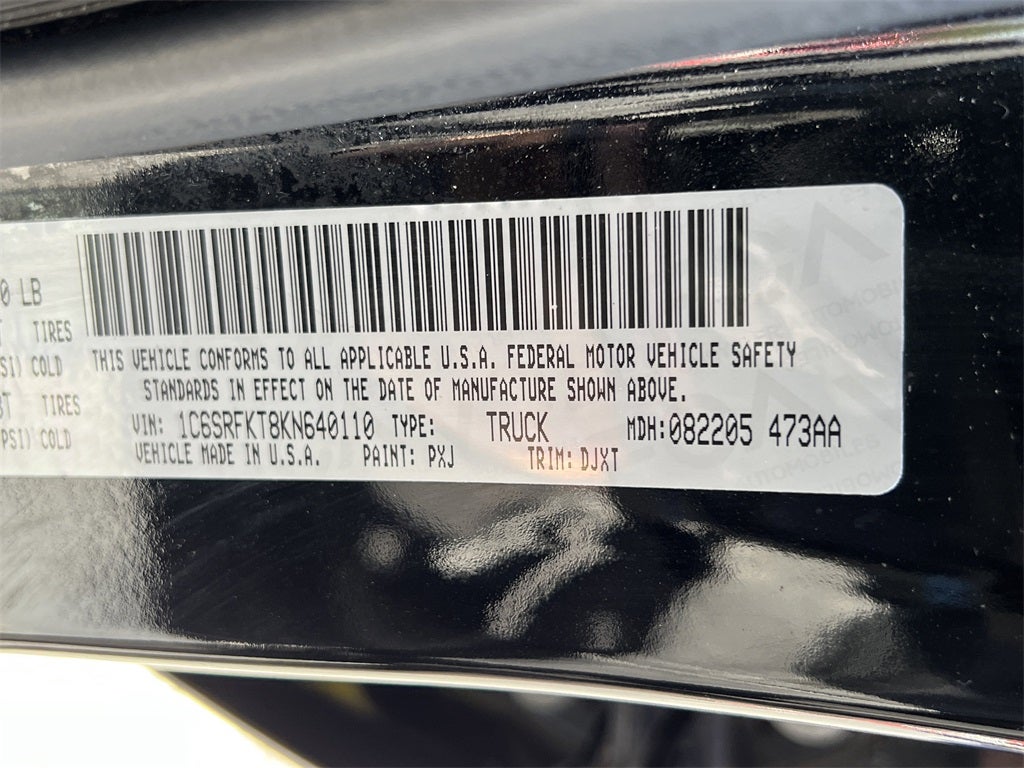 0 LB
TIRES
THIS VEHICLE CONFORMS TO ALL APPLICABLE U.S.A. FEDERAL MOTOR VEHICLE SAFETY
SI) COLD
STANDARDS IN EFFECT ON THE DATE OF MANUFACTURE SHOWN ABOVE.
TIRES
VIN: 1C6SRFKT8KN640110 TYPE: TRUCK MDH:082205 473AA
PSI) COLD
VEHICLE MADE IN U.S.A. PAINT: PXJ TRIM: DJXT